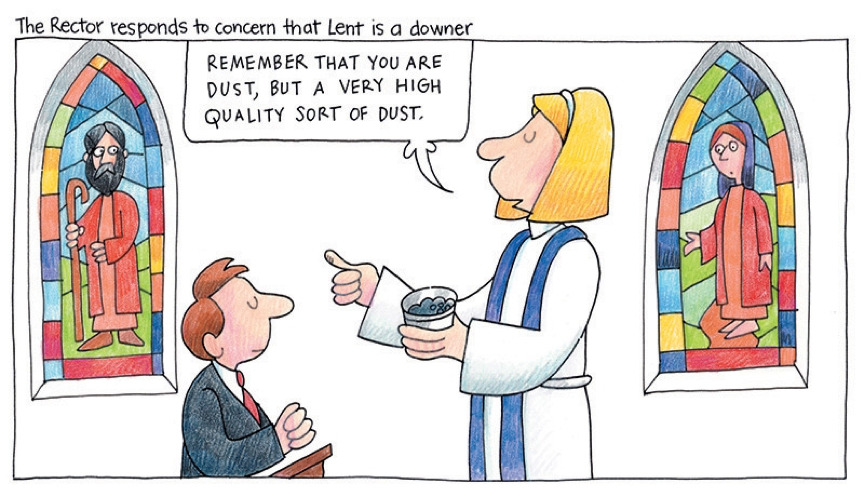 The Rector responds to concern that Lent is a downer
REMEMBER THAT YOU ARE
DUST, BUT A VERY HIGH
QUALITY SORT OF DUST.